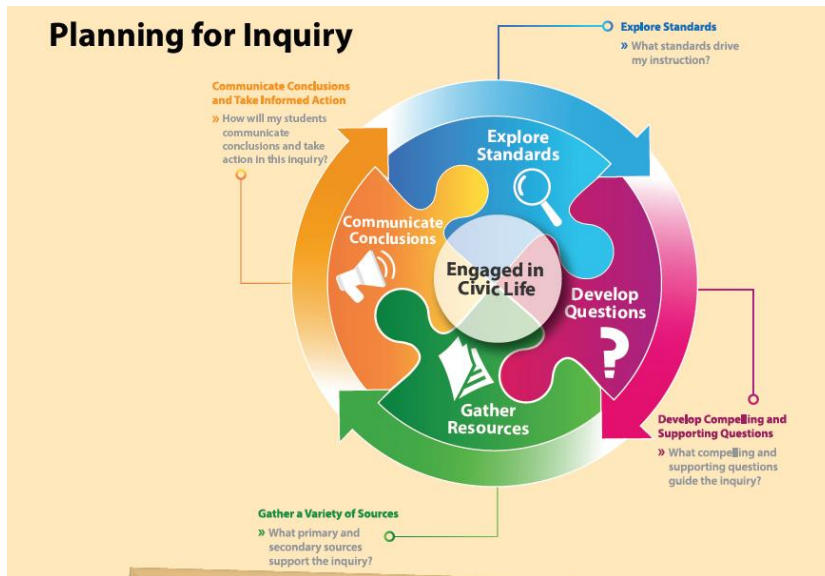 Planning for Inquiry
Explore Standards
» What standards drive
my instruction?
Communicate Conclusions
and Take Informed Action
» How will my students
communicate
conclusions and take
action in this inquiry?
Explore
Standards
Communicate
Conclusions
Engaged in
Civic Life
Develop
Questions
?
Gather
Resources
Develop Compelling and
Supporting Questions
» What compelling and
supporting questions
guide the inquiry?
Gather a Variety of Sources
» What primary and
secondary sources
support the inquiry?